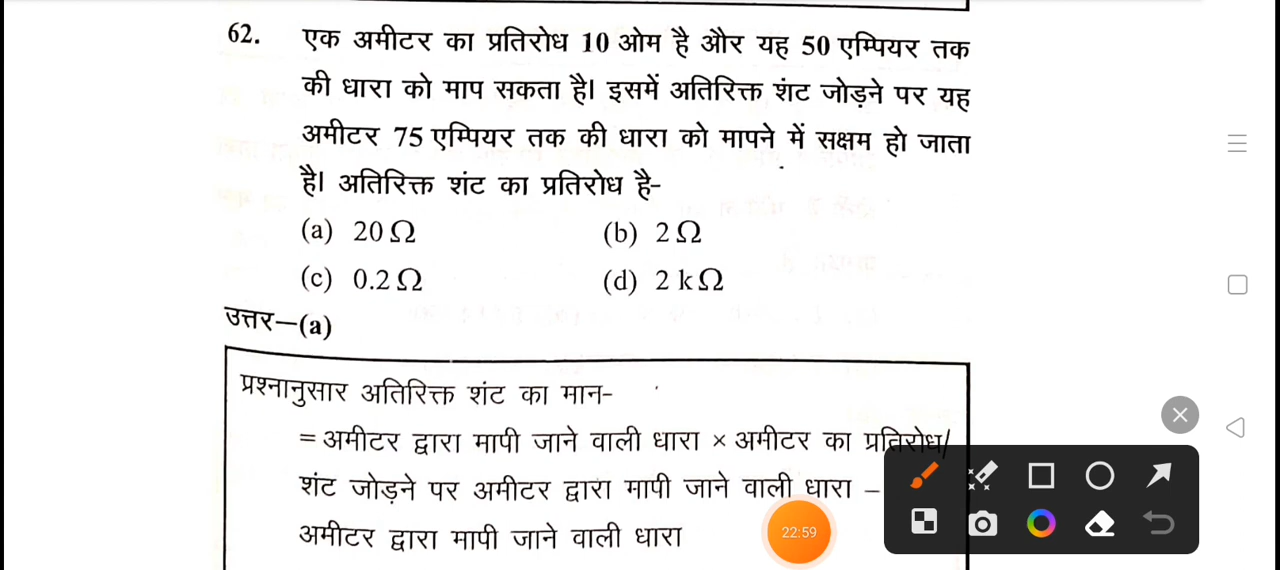 62. एक अमीटर का प्रतिरोध 10 ओम है और यह 50 एम्पियर तक
की धारा को माप सकता है। इसमें अतिरिक्त शंट जोड़ने पर यह
अमीटर 75 एम्पियर तक की धारा को मापने में सक्षम हो जाता
है। अतिरिक्त शंट का प्रतिरोध है-
(a) 20 Ω (b) 2 Ω
(c) 0.2 Ω (d) 2 k Ω
उत्तर—(a)
प्रश्नानुसार अतिरिक्त शंट का मान-
= अमीटर द्वारा मापी जाने वाली धारा × अमीटर का प्रतिरोध/
शंट जोड़ने पर अमीटर द्वारा मापी जाने वाली धारा –
अमीटर द्वारा मापी जाने वाली धारा
22:59